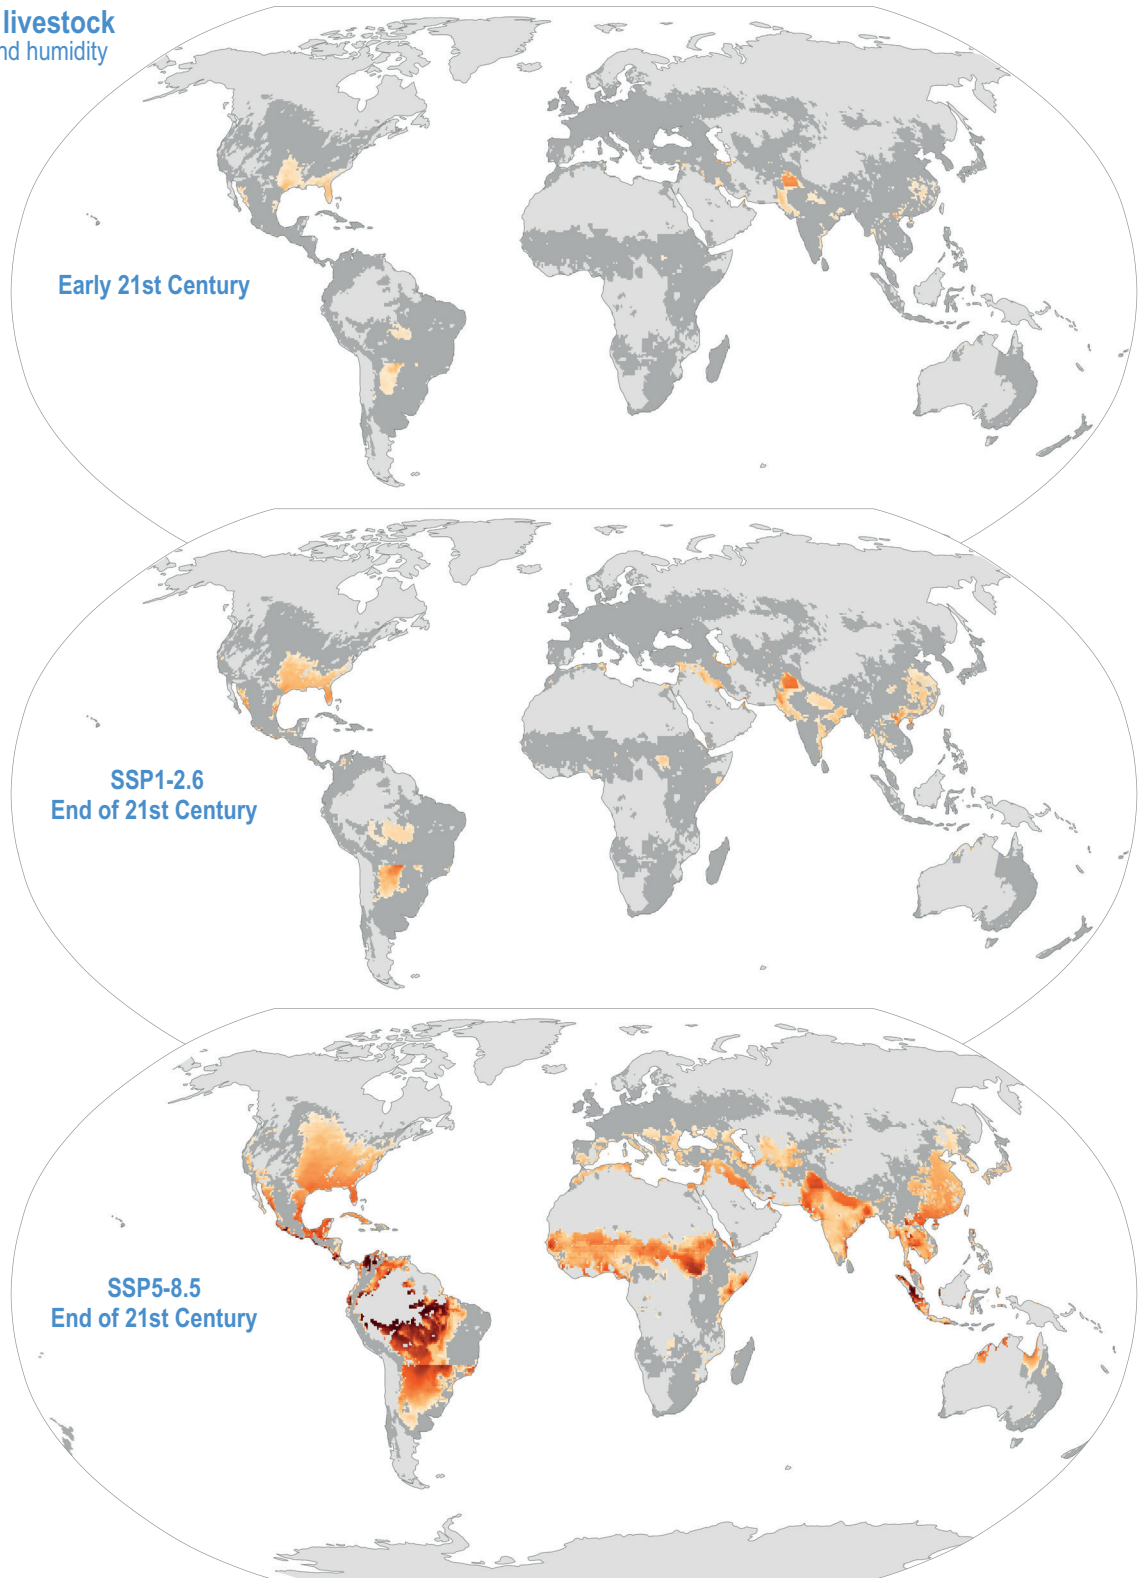 livestock
nd humidity
Early 21st Century
SSP1-2.6
End of 21st Century
SSP5-8.5
End of 21st Century